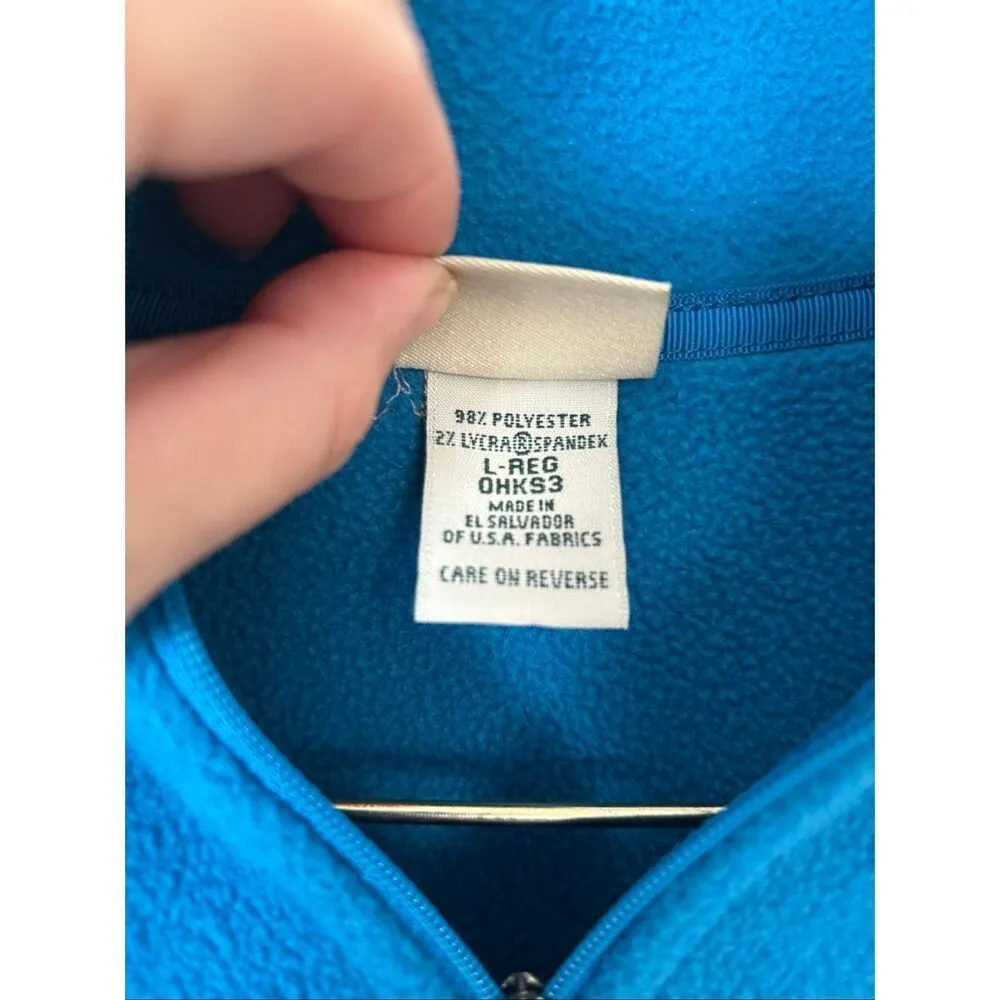 98% POLYESTER
2% LYCRA®SPANDEX
L-REG
0HKS3
MADE IN
EL SALVADOR
OF U.S.A. FABRICS
CARE ON REVERSE